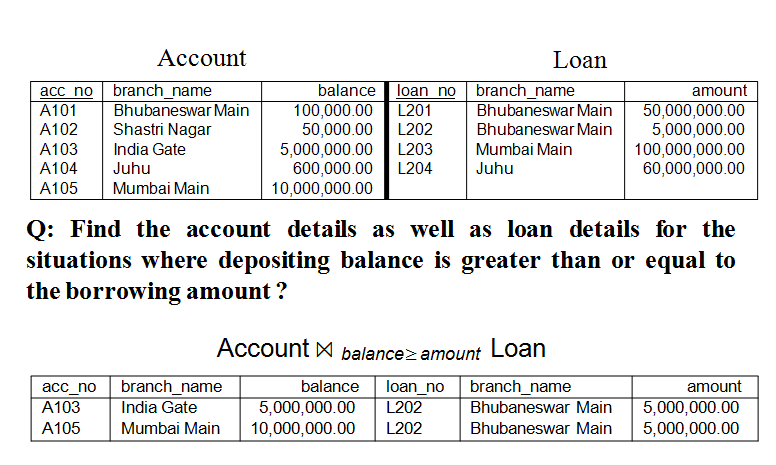 Account Loan
acc_no branch_name balance loan_no branch_name amount
A101 Bhubaneswar Main 100,000.00 L201 Bhubaneswar Main 50,000,000.00
A102 Shastri Nagar 50,000.00 L202 Bhubaneswar Main 5,000,000.00
A103 India Gate 5,000,000.00 L203 Mumbai Main 100,000,000.00
A104 Juhu 600,000.00 L204 Juhu 60,000,000.00
A105 Mumbai Main 10,000,000.00
Q: Find the account details as well as loan details for the
situations where depositing balance is greater than or equal to
the borrowing amount ?
Account ⋈ balance≥ amount Loan
acc_no branch_name balance loan_no branch_name amount
A103 India Gate 5,000,000.00 L202 Bhubaneswar Main 5,000,000.00
A105 Mumbai Main 10,000,000.00 L202 Bhubaneswar Main 5,000,000.00